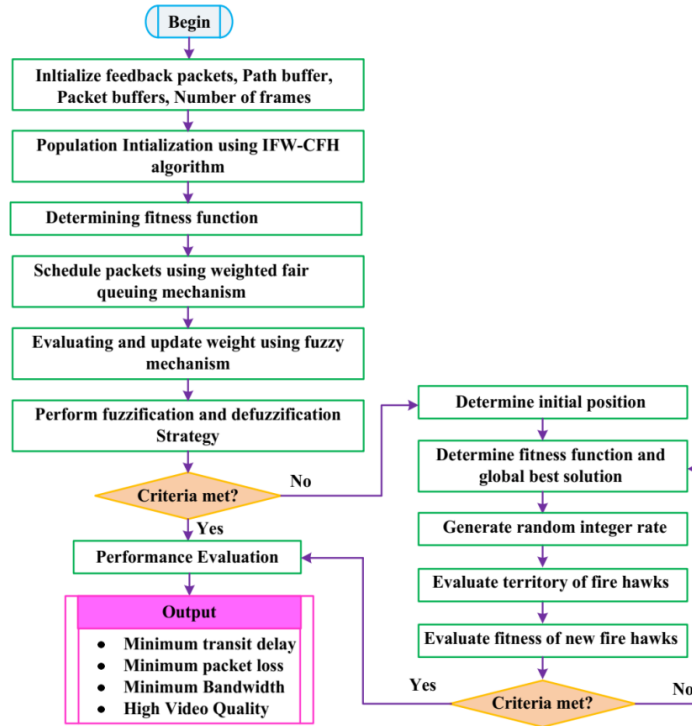 Begin
Inltialize feedback packets, Path buffer,
Packet buffers, Number of frames
Population Intialization using IFW-CFH
algorithm
Determining fitness function
Schedule packets using weighted fair
queuing mechanism
Evaluating and update weight using fuzzy
mechanism
Perform fuzzification and defuzzification
Strategy
Criteria met?
No
Yes
Performance Evaluation
Output
• Minimum transit delay
• Minimum packet loss
• Minimum Bandwidth
• High Video Quality
Determine initial position
Determine fitness function and
global best solution
Generate random integer rate
Evaluate territory of fire hawks
Evaluate fitness of new fire hawks
Criteria met?
Yes
No